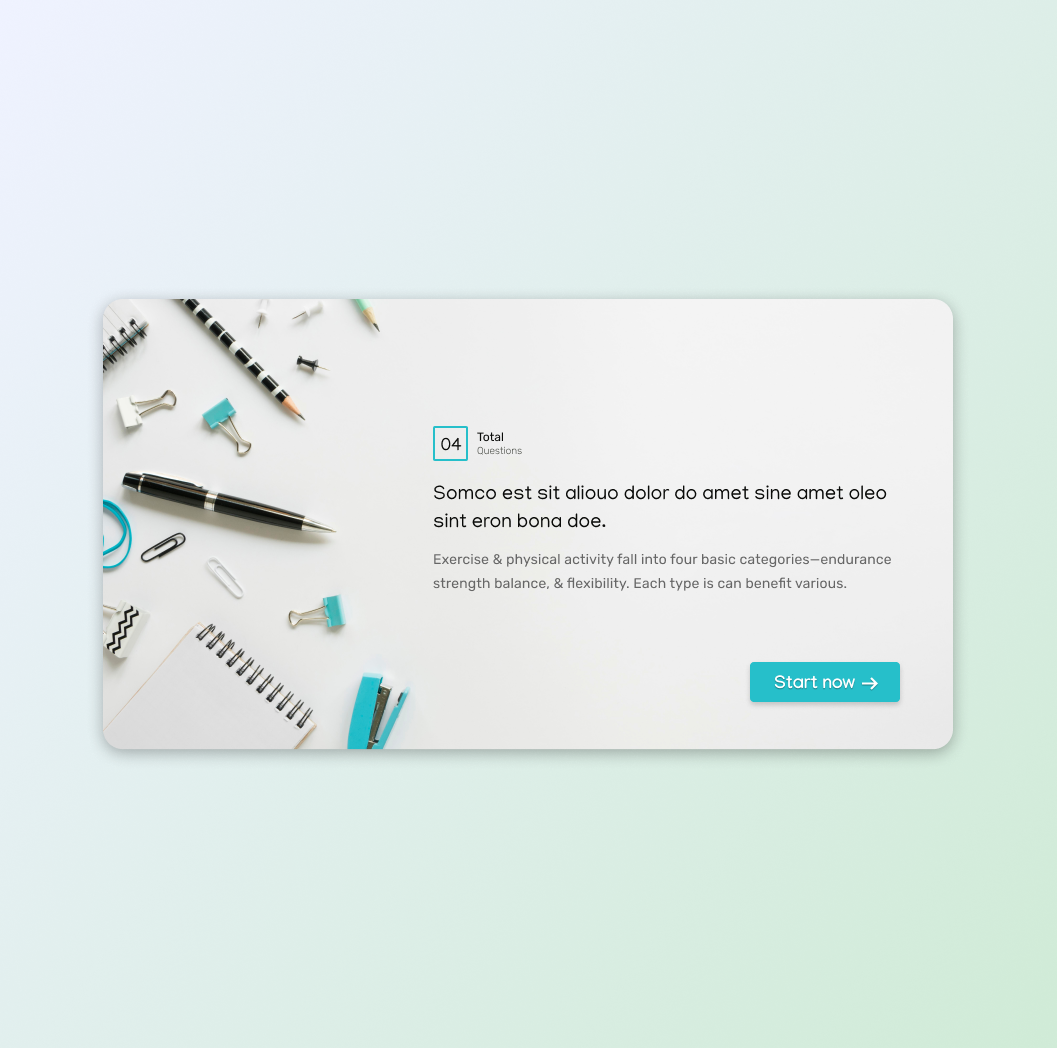 04
Total
Questions
Somco est sit aliouo dolor do amet sine amet oleo
sint eron bona doe.
Exercise & physical activity fall into four basic categories—endurance
strength balance, & flexibility. Each type is can benefit various.
Start now